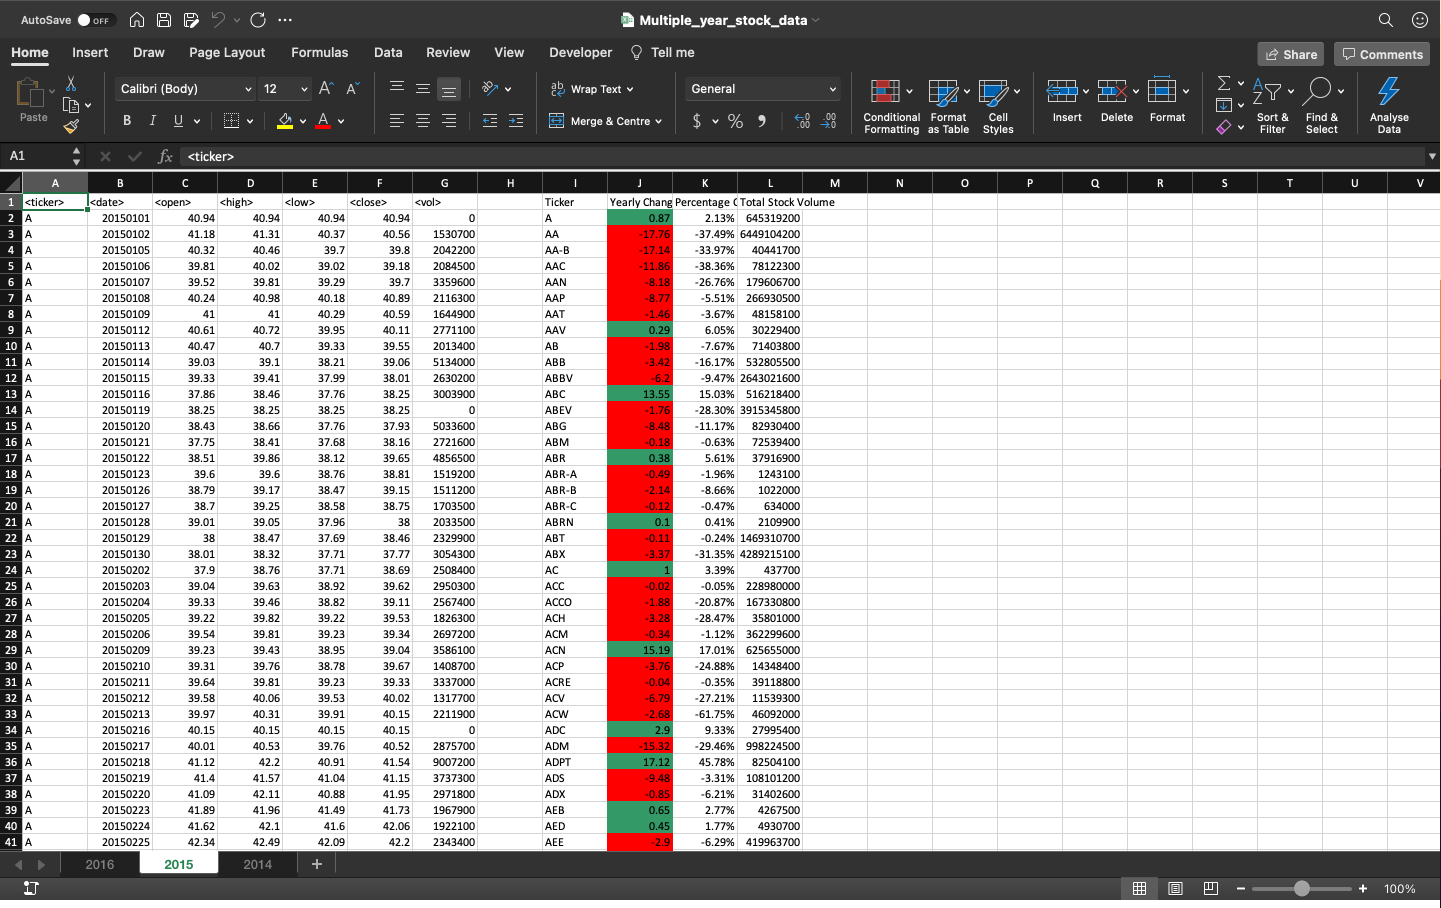 AutoSave OFF Multiple_year_stock_data
Home Insert Draw Page Layout Formulas Data Review View Developer Tell me Share Comments
Paste Calibri (Body) 12 Wrap Text General Conditional Formatting Format as Table Cell Styles Insert Delete Format Sort & Filter Find & Select Analyse Data
B I U A Merge & Centre $ %
A1 fx <ticker>
A B C D E F G H I J K L M N O P Q R S T U V
1 <ticker> <date> <open> <high> <low> <close> <vol> Ticker Yearly Chang Percentage Total Stock Volume
2 A 20150101 40.94 40.94 40.94 40.94 0 A 0.87 2.13% 645319200
3 A 20150102 41.18 41.31 40.37 40.56 1530700 AA -17.76 -37.49% 6449104200
4 A 20150105 40.32 40.46 39.7 39.8 2042200 AA-B -17.14 -33.97% 40441700
5 A 20150106 39.81 40.02 39.02 39.18 2084500 AAC -11.86 -38.36% 78122300
6 A 20150107 39.52 39.81 39.29 39.7 3359600 AAN -8.18 -26.76% 179606700
7 A 20150108 40.24 40.98 40.18 40.89 2116300 AAP -8.77 -5.51% 266930500
8 A 20150109 41 41 40.29 40.59 1644900 AAT -1.46 -3.67% 48158100
9 A 20150112 40.61 40.72 39.95 40.11 2771100 AAV 0.29 6.05% 30229400
10 A 20150113 40.47 40.7 39.33 39.55 2013400 AB -1.98 -7.67% 71403800
11 A 20150114 39.03 39.1 38.21 39.06 5134000 ABB -3.42 -16.17% 532805500
12 A 20150115 39.33 39.41 37.99 38.01 2630200 ABBV -6.2 -9.47% 2643021600
13 A 20150116 37.86 38.46 37.76 38.25 3003900 ABC 13.55 15.03% 516218400
14 A 20150119 38.25 38.25 38.25 38.25 0 ABEV -1.76 -28.30% 3915345800
15 A 20150120 38.43 38.66 37.76 37.93 5033600 ABG -8.48 -11.17% 82930400
16 A 20150121 37.75 38.41 37.68 38.16 2721600 ABM -0.18 -0.63% 72539400
17 A 20150122 38.51 39.86 38.12 39.65 4856500 ABR 0.38 5.61% 37916900
18 A 20150123 39.6 39.6 38.76 38.81 1519200 ABR-A -0.49 -1.96% 1243100
19 A 20150126 38.79 39.17 38.47 39.15 1511200 ABR-B -2.14 -8.66% 1022000
20 A 20150127 38.7 39.25 38.58 38.75 1703500 ABR-C -0.12 -0.47% 634000
21 A 20150128 39.01 39.05 37.96 38 2033500 ABRN 0.1 0.41% 2109900
22 A 20150129 38 38.47 37.69 38.46 2329900 ABT -0.11 -0.24% 1469310700
23 A 20150130 38.01 38.32 37.71 37.77 3054300 ABX -3.37 -31.35% 4289215100
24 A 20150202 37.9 38.76 37.71 38.69 2508400 AC 1 3.39% 437700
25 A 20150203 39.04 39.63 38.92 39.62 2950300 ACC -0.02 -0.05% 228980000
26 A 20150204 39.33 39.46 38.82 39.11 2567400 ACCO -1.88 -20.87% 167330800
27 A 20150205 39.22 39.82 39.22 39.53 1826300 ACH -3.28 -28.47% 35801000
28 A 20150206 39.54 39.81 39.23 39.34 2697200 ACM -0.34 -1.12% 362299600
29 A 20150209 39.23 39.43 38.95 39.04 3586100 ACN 15.19 17.01% 625655000
30 A 20150210 39.31 39.76 38.78 39.67 1408700 ACP -3.76 -24.88% 14348400
31 A 20150211 39.64 39.81 39.23 39.33 3337000 ACRE -0.04 -0.35% 39118800
32 A 20150212 39.58 40.06 39.53 40.02 1317700 ACV -6.79 -27.21% 11539300
33 A 20150213 39.97 40.31 39.91 40.15 2211900 ACW -2.68 -61.75% 46092000
34 A 20150216 40.15 40.15 40.15 40.15 0 ADC 2.9 9.33% 27995400
35 A 20150217 40.01 40.53 39.76 40.52 2875700 ADM -15.32 -29.46% 998224500
36 A 20150218 41.12 42.2 40.91 41.54 9007200 ADPT 17.12 45.78% 82504100
37 A 20150219 41.4 41.57 41.04 41.15 3737300 ADS -9.48 -3.31% 108101200
38 A 20150220 41.09 42.11 40.88 41.95 2971800 ADX -0.85 -6.21% 31402600
39 A 20150223 41.89 41.96 41.49 41.73 1967900 AEB 0.65 2.77% 4267500
40 A 20150224 41.62 42.1 41.6 42.06 1922100 AED 0.45 1.77% 4930700
41 A 20150225 42.34 42.49 42.09 42.2 2343400 AEE -2.9 -6.29% 419963700
2016 2015 2014 +
100%